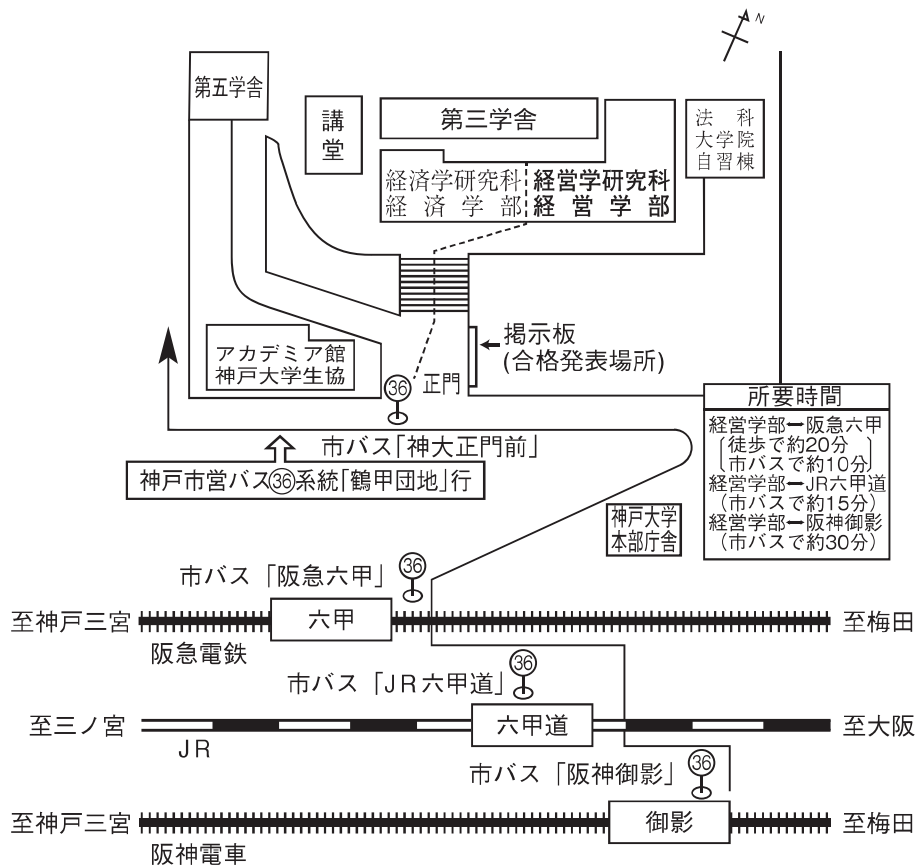 N
第五学舎
講堂
第三学舎
法科
大学院
自習棟
経済学研究科
経済学部
経営学研究科
経営学部
掲示板
(合格発表場所)
アカデミア館
神戸大学生協
36
正門
市バス「神大正門前」
神戸市営バス36系統「鶴甲団地」行
所要時間
経営学部↔阪急六甲
〔徒歩で約20分〕
〔市バスで約10分〕
経営学部↔JR六甲道
(市バスで約15分)
経営学部↔阪神御影
(市バスで約30分)
神戸大学
本部庁舎
市バス「阪急六甲」
36
至神戸三宮
六甲
至梅田
阪急電鉄
市バス「JR六甲道」
36
至三ノ宮
六甲道
至大阪
JR
市バス「阪神御影」
36
至神戸三宮
御影
至梅田
阪神電車